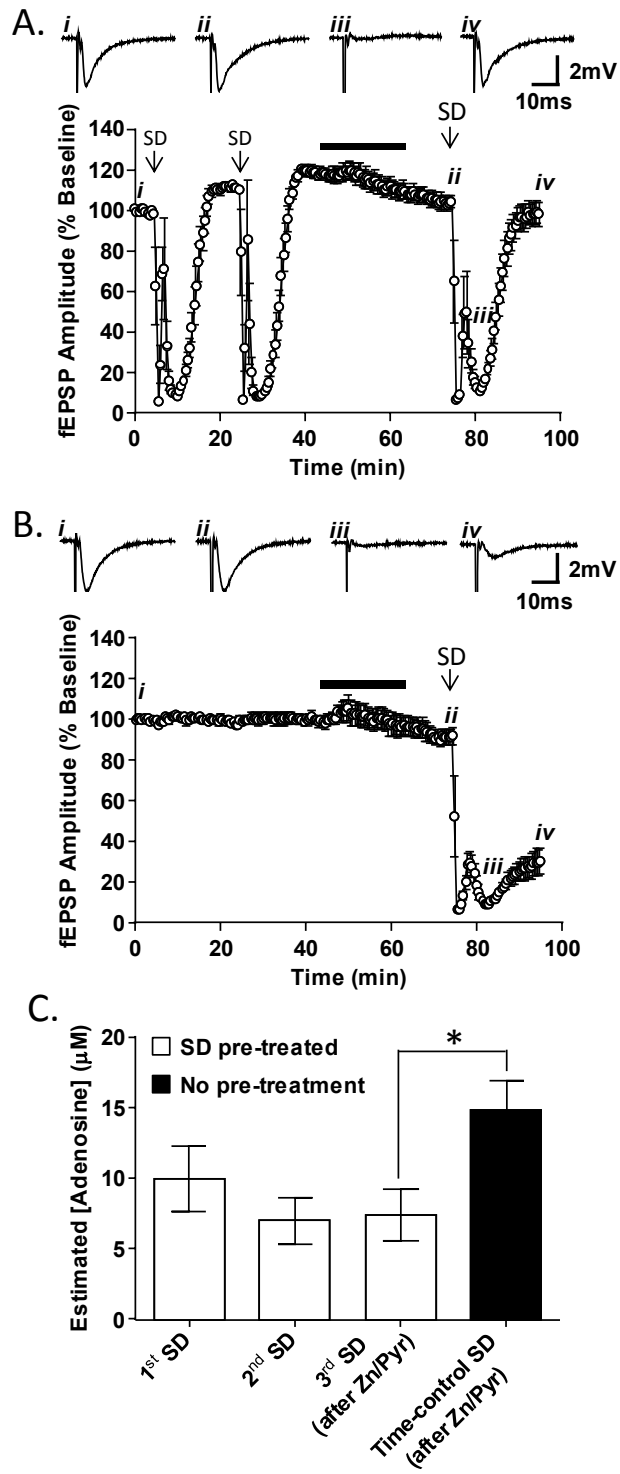 A.
i ii iii iv
2mV
10ms
SD SD SD
fEPSP Amplitude (% Baseline)
140
120
100
80
60
40
20
0
i ii iii iv
0 20 40 60 80 100
Time (min)
B.
i ii iii iv
2mV
10ms
SD
fEPSP Amplitude (% Baseline)
140
120
100
80
60
40
20
0
i ii iii iv
0 20 40 60 80 100
Time (min)
C.
Estimated [Adenosine] (µM)
20
15
10
5
0
SD pre-treated
No pre-treatment
*
1st SD
2nd SD
3rd SD
(after Zn/Pyr)
Time-control SD
(after Zn/Pyr)